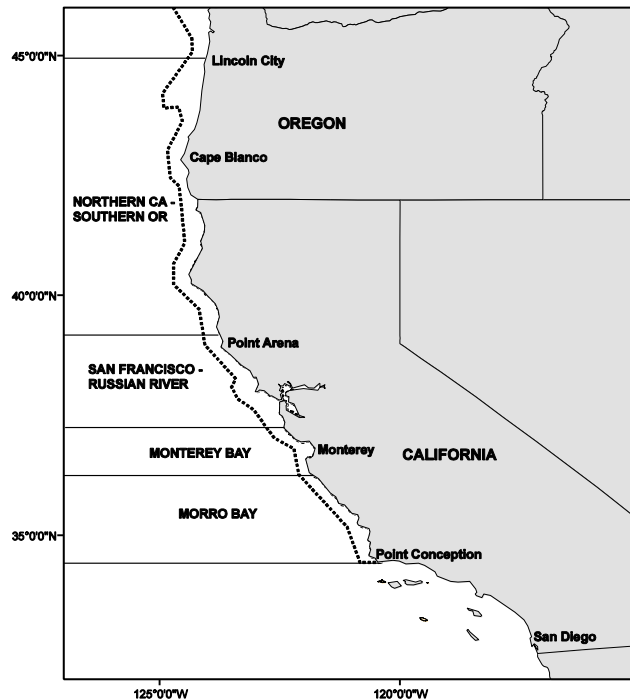 45°0'0"N
Lincoln City
OREGON
Cape Blanco
NORTHERN CA -
SOUTHERN OR
40°0'0"N
Point Arena
SAN FRANCISCO -
RUSSIAN RIVER
MONTEREY BAY
Monterey
CALIFORNIA
MORRO BAY
35°0'0"N
Point Conception
San Diego
125°0'0"W
120°0'0"W